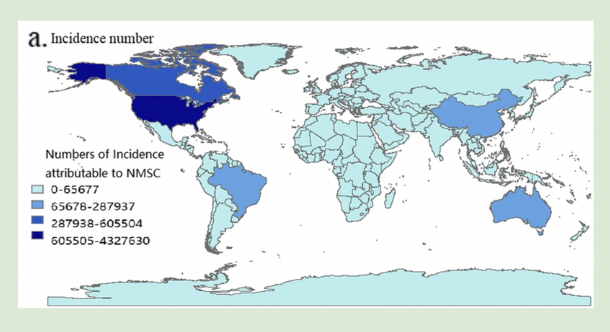 a. Incidence number
Numbers of Incidence
attributable to NMSC
0-65677
65678-287937
287938-605504
605505-4327630